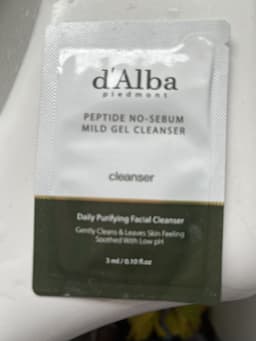 d'Alba
piedmont
PEPTIDE NO-SEBUM
MILD GEL CLEANSER
cleanser
Daily Purifying Facial Cleanser
Gently Cleans & Leaves Skin Feeling
Soothed With Low pH
3 ml / 0.10 fl.oz